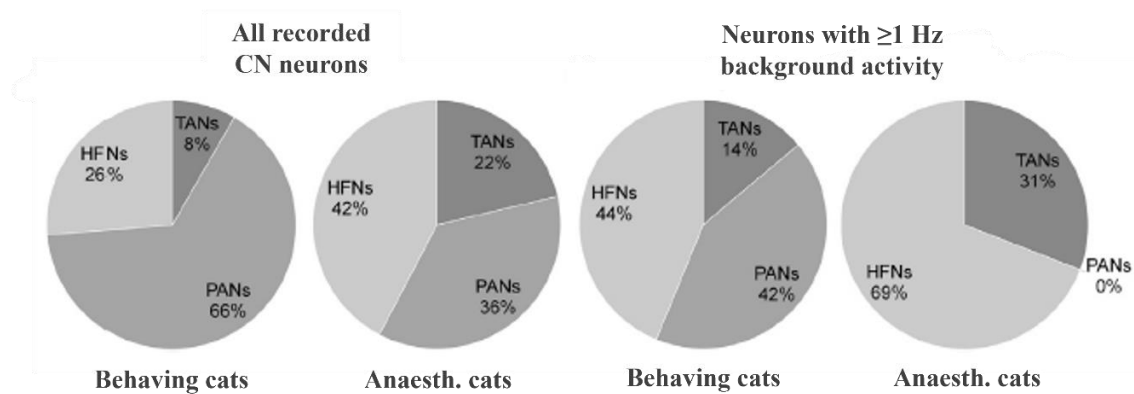 All recorded
CN neurons
Neurons with ≥1 Hz
background activity
TANs
8%
HFNs
26%
PANs
66%
TANs
22%
HFNs
42%
PANs
36%
TANs
14%
HFNs
44%
PANs
42%
TANs
31%
PANs
0%
HFNs
69%
Behaving cats
Anaesth. cats
Behaving cats
Anaesth. cats